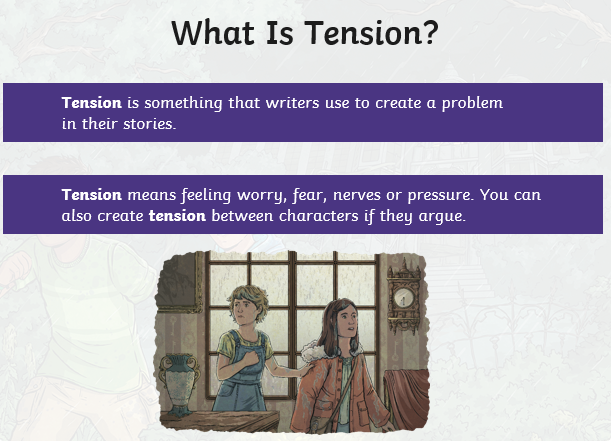 What Is Tension?
Tension is something that writers use to create a problem
in their stories.
Tension means feeling worry, fear, nerves or pressure. You can
also create tension between characters if they argue.